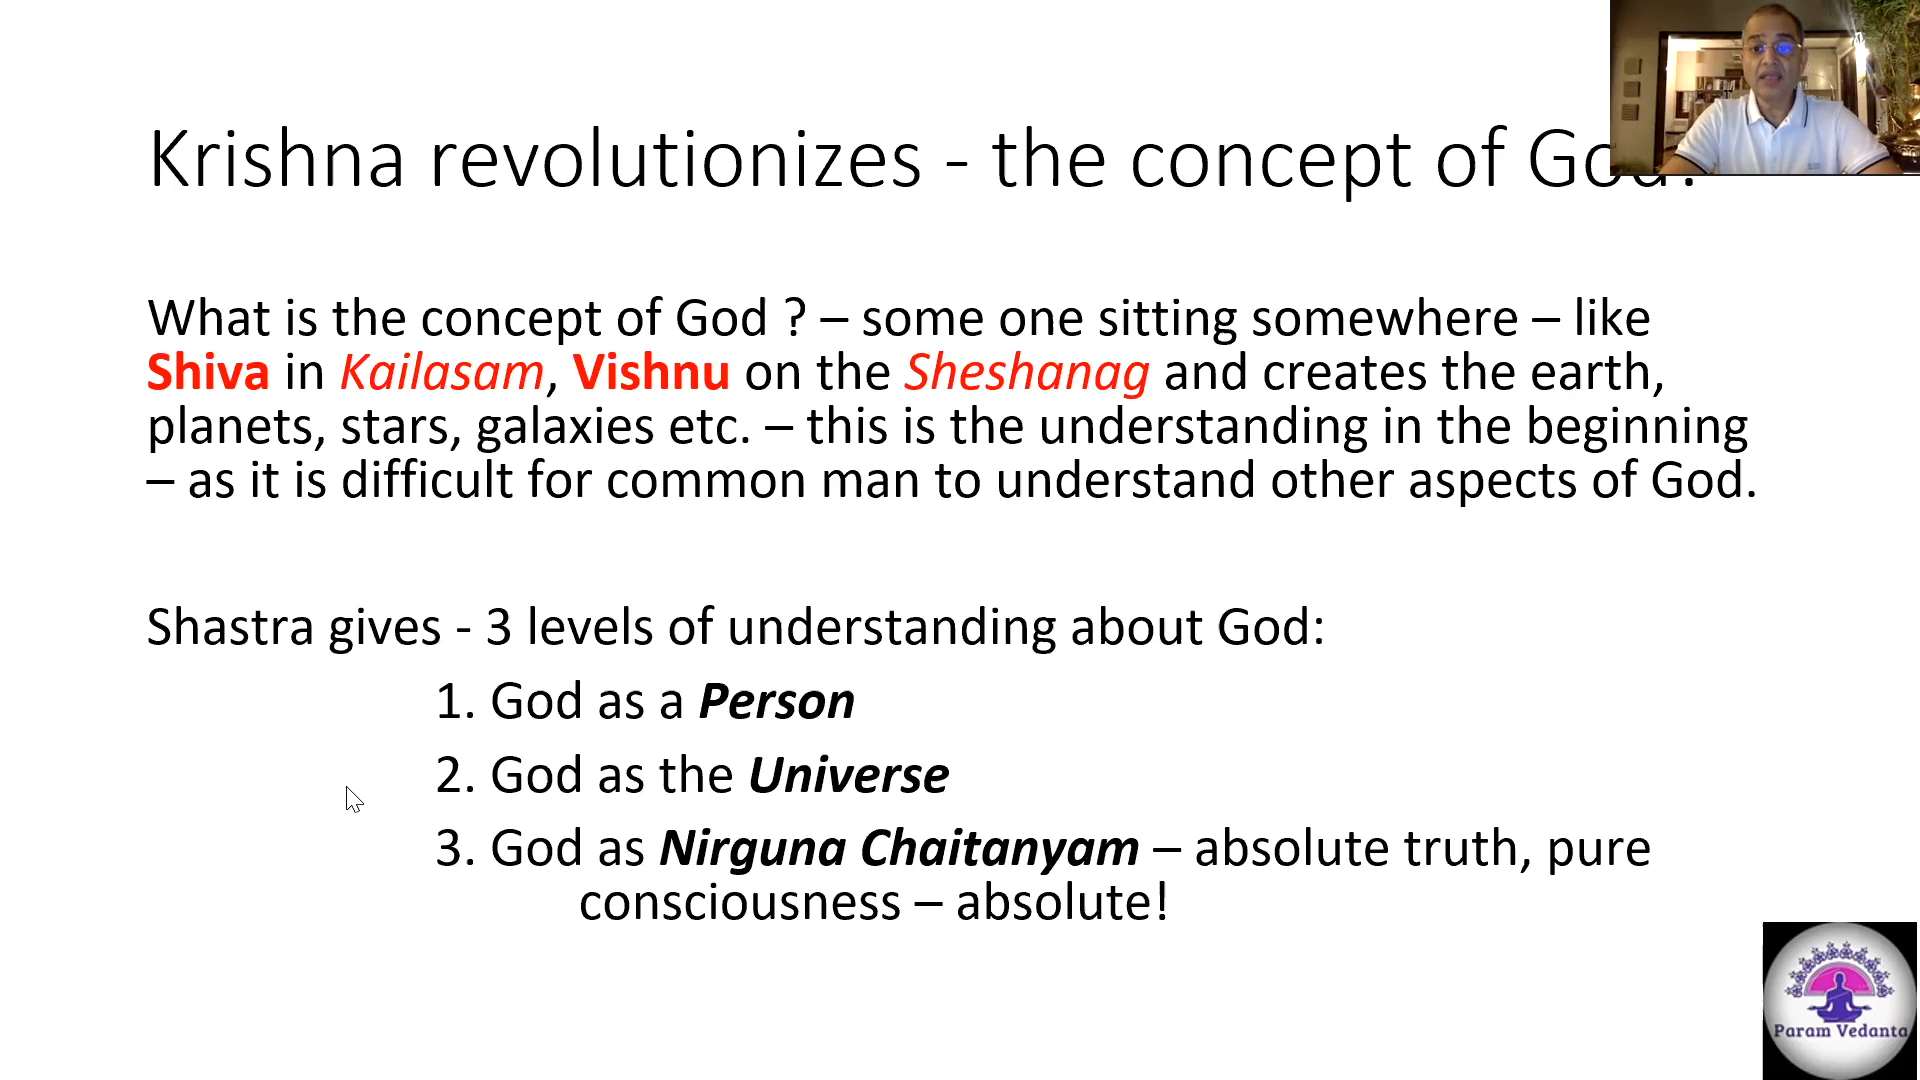 Krishna revolutionizes - the concept of God!
What is the concept of God ? – some one sitting somewhere – like
Shiva in Kailasam, Vishnu on the Sheshanag and creates the earth,
planets, stars, galaxies etc. – this is the understanding in the beginning
– as it is difficult for common man to understand other aspects of God.
Shastra gives - 3 levels of understanding about God:
1. God as a Person
2. God as the Universe
3. God as Nirguna Chaitanyam – absolute truth, pure
consciousness – absolute!
Param Vedanta